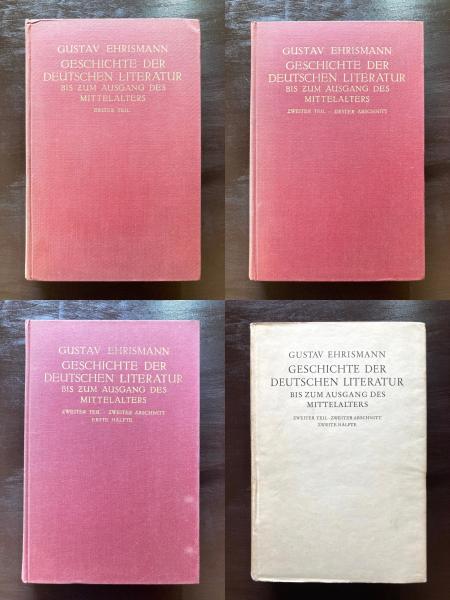 GUSTAV EHRISMANN
GESCHICHTE DER
DEUTSCHEN LITERATUR
BIS ZUM AUSGANG DES
MITTELALTERS
ERSTER TEIL
GUSTAV EHRISMANN
GESCHICHTE DER
DEUTSCHEN LITERATUR
BIS ZUM AUSGANG DES
MITTELALTERS
ZWEITER TEIL - ERSTER ABSCHNITT
GUSTAV EHRISMANN
GESCHICHTE DER
DEUTSCHEN LITERATUR
BIS ZUM AUSGANG DES
MITTELALTERS
ZWEITER TEIL · ZWEITER ABSCHNITT
ERSTE HÄLFTE
GUSTAV EHRISMANN
GESCHICHTE DER
DEUTSCHEN LITERATUR
BIS ZUM AUSGANG DES
MITTELALTERS
ZWEITER TEIL · ZWEITER ABSCHNITT
ZWEITE HÄLFTE